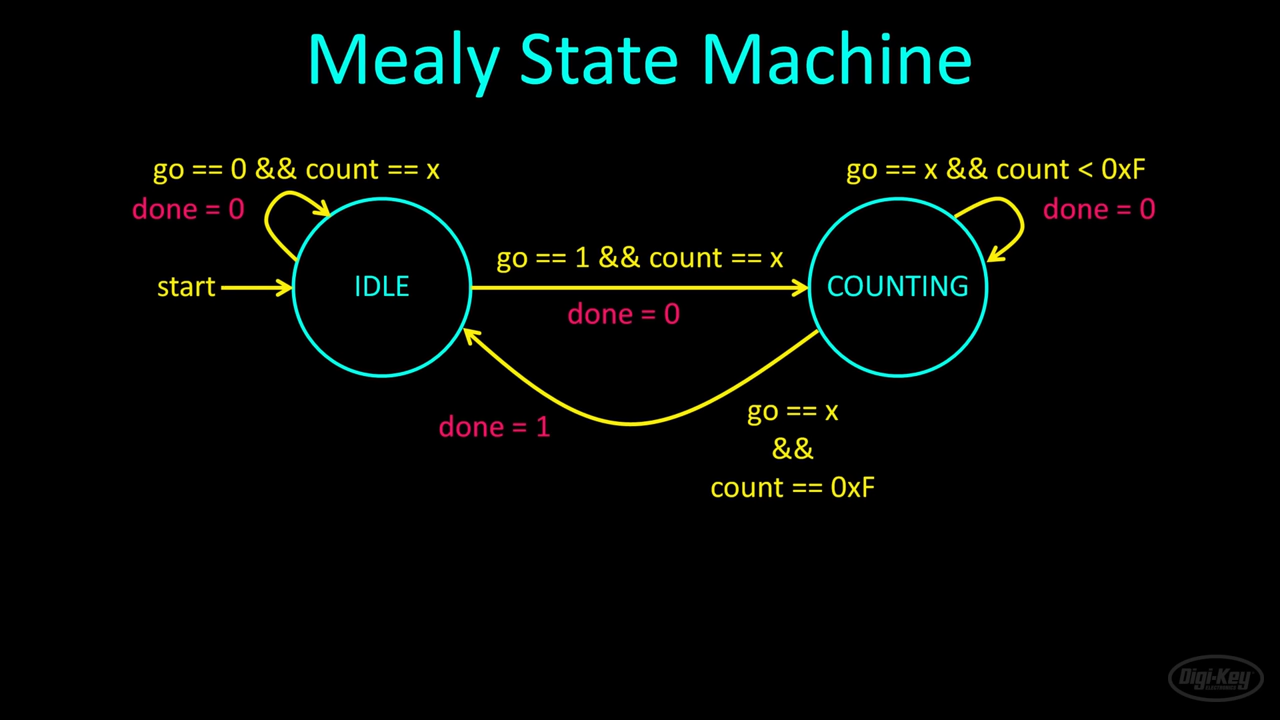 Mealy State Machine
go == 0 && count == x
go == x && count < 0xF
done = 0
done = 0
go == 1 && count == x
start
IDLE
COUNTING
done = 0
go == x
done = 1
&&
count == 0xF
Digi-Key
ELECTRONICS